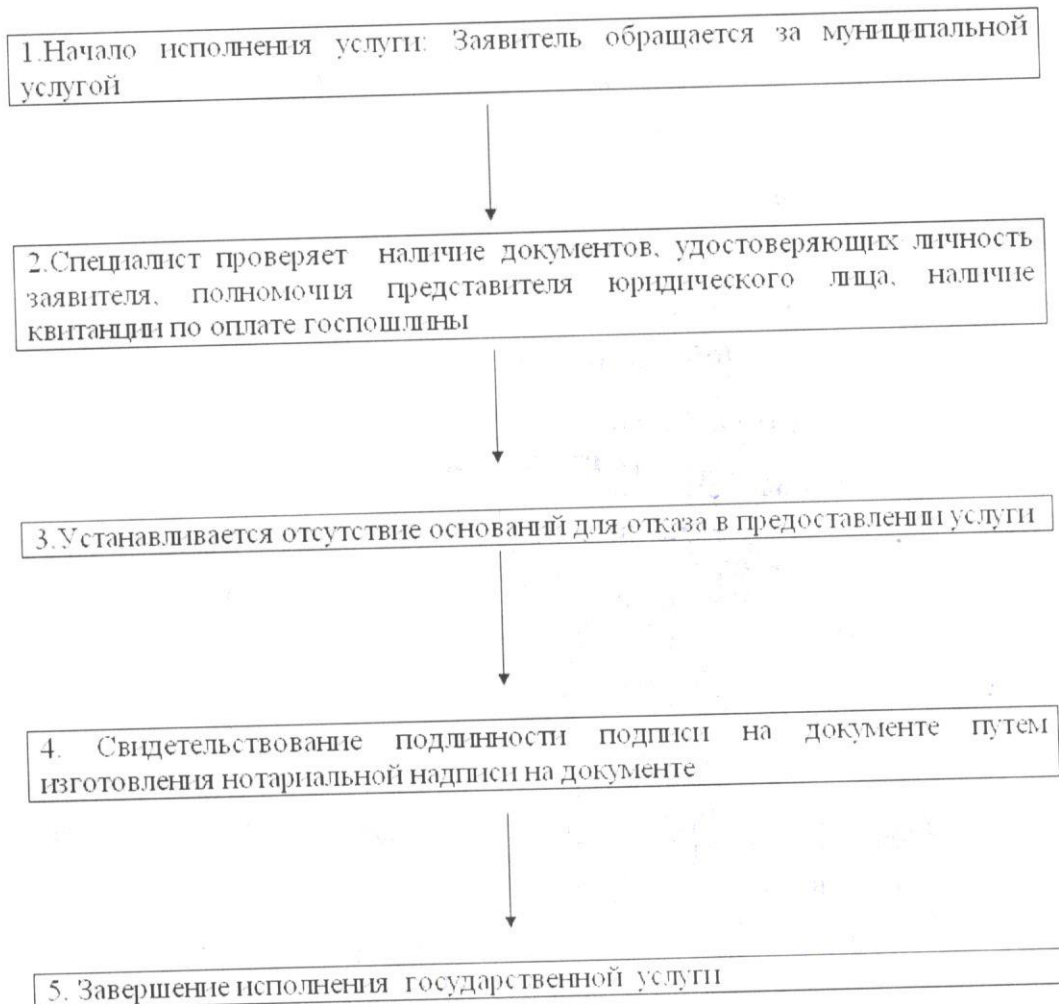 1.Начало исполнения услуги: Заявитель обращается за муниципальной
услугой
2.Специалист проверяет наличие документов, удостоверяющих личность
заявителя, полномочия представителя юридического лица, наличие
квитанции по оплате госпошлины
3.Устанавливается отсутствие оснований для отказа в предоставлении услуги
4. Свидетельствование подлинности подписи на документе путем
изготовления нотариальной надписи на документе
5. Завершение исполнения государственной услуги